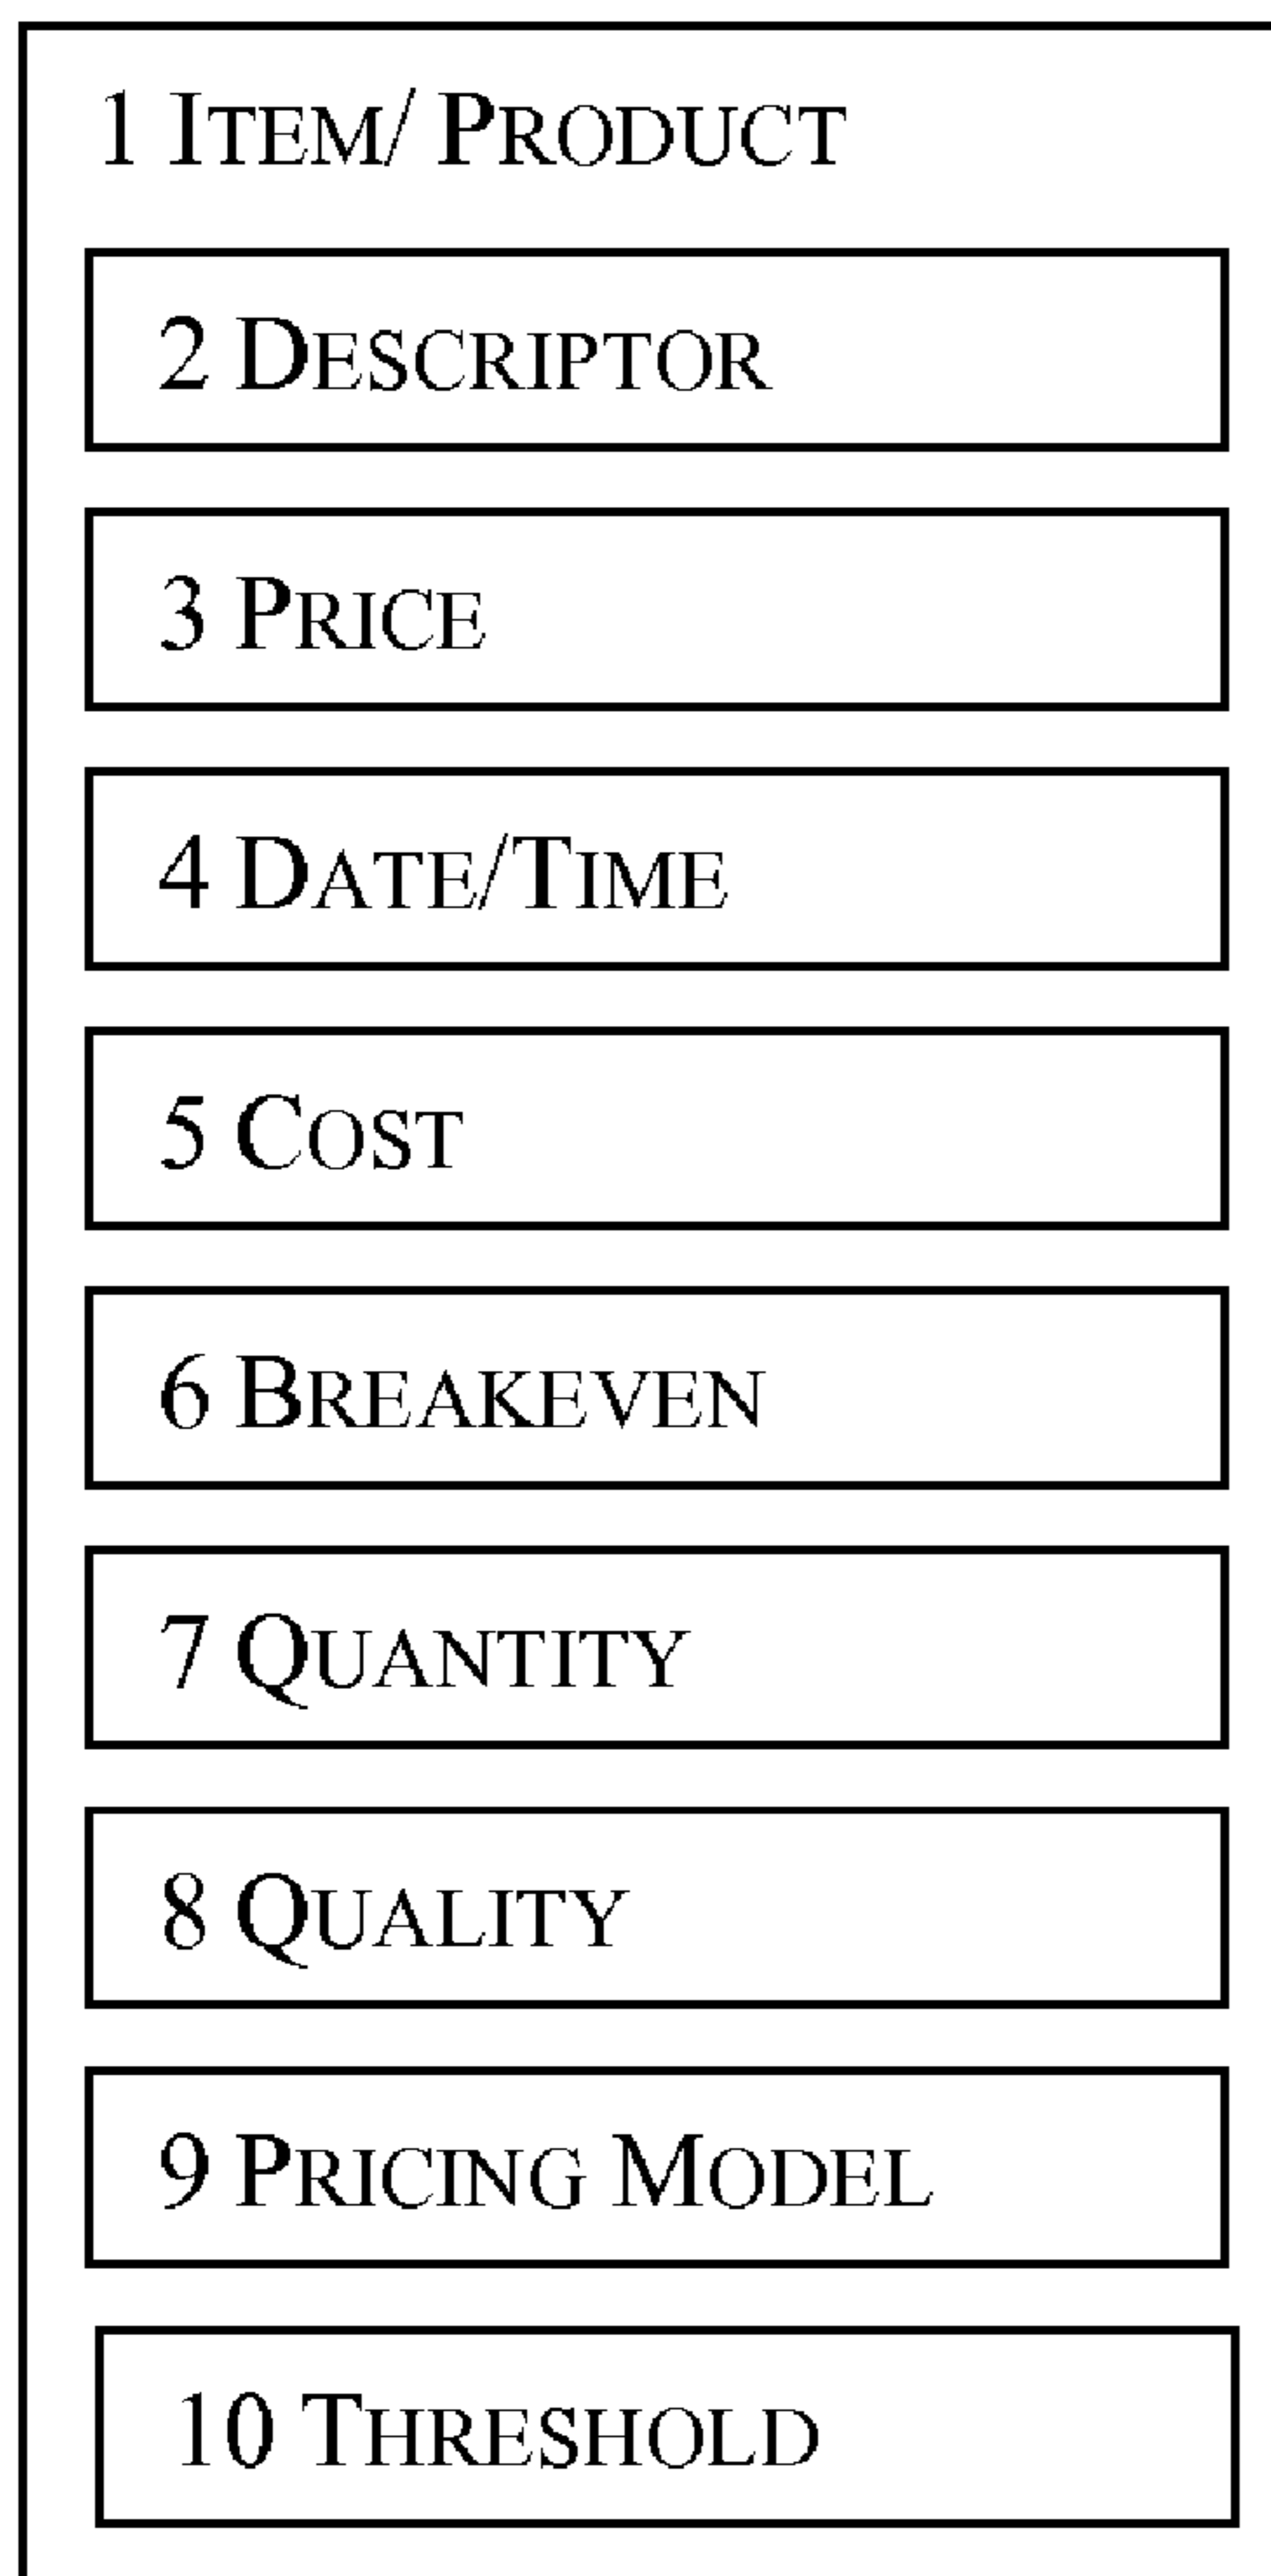 1 ITEM/ PRODUCT
2 DESCRIPTOR
3 PRICE
4 DATE/TIME
5 COST
6 BREAKEVEN
7 QUANTITY
8 QUALITY
9 PRICING MODEL
10 THRESHOLD